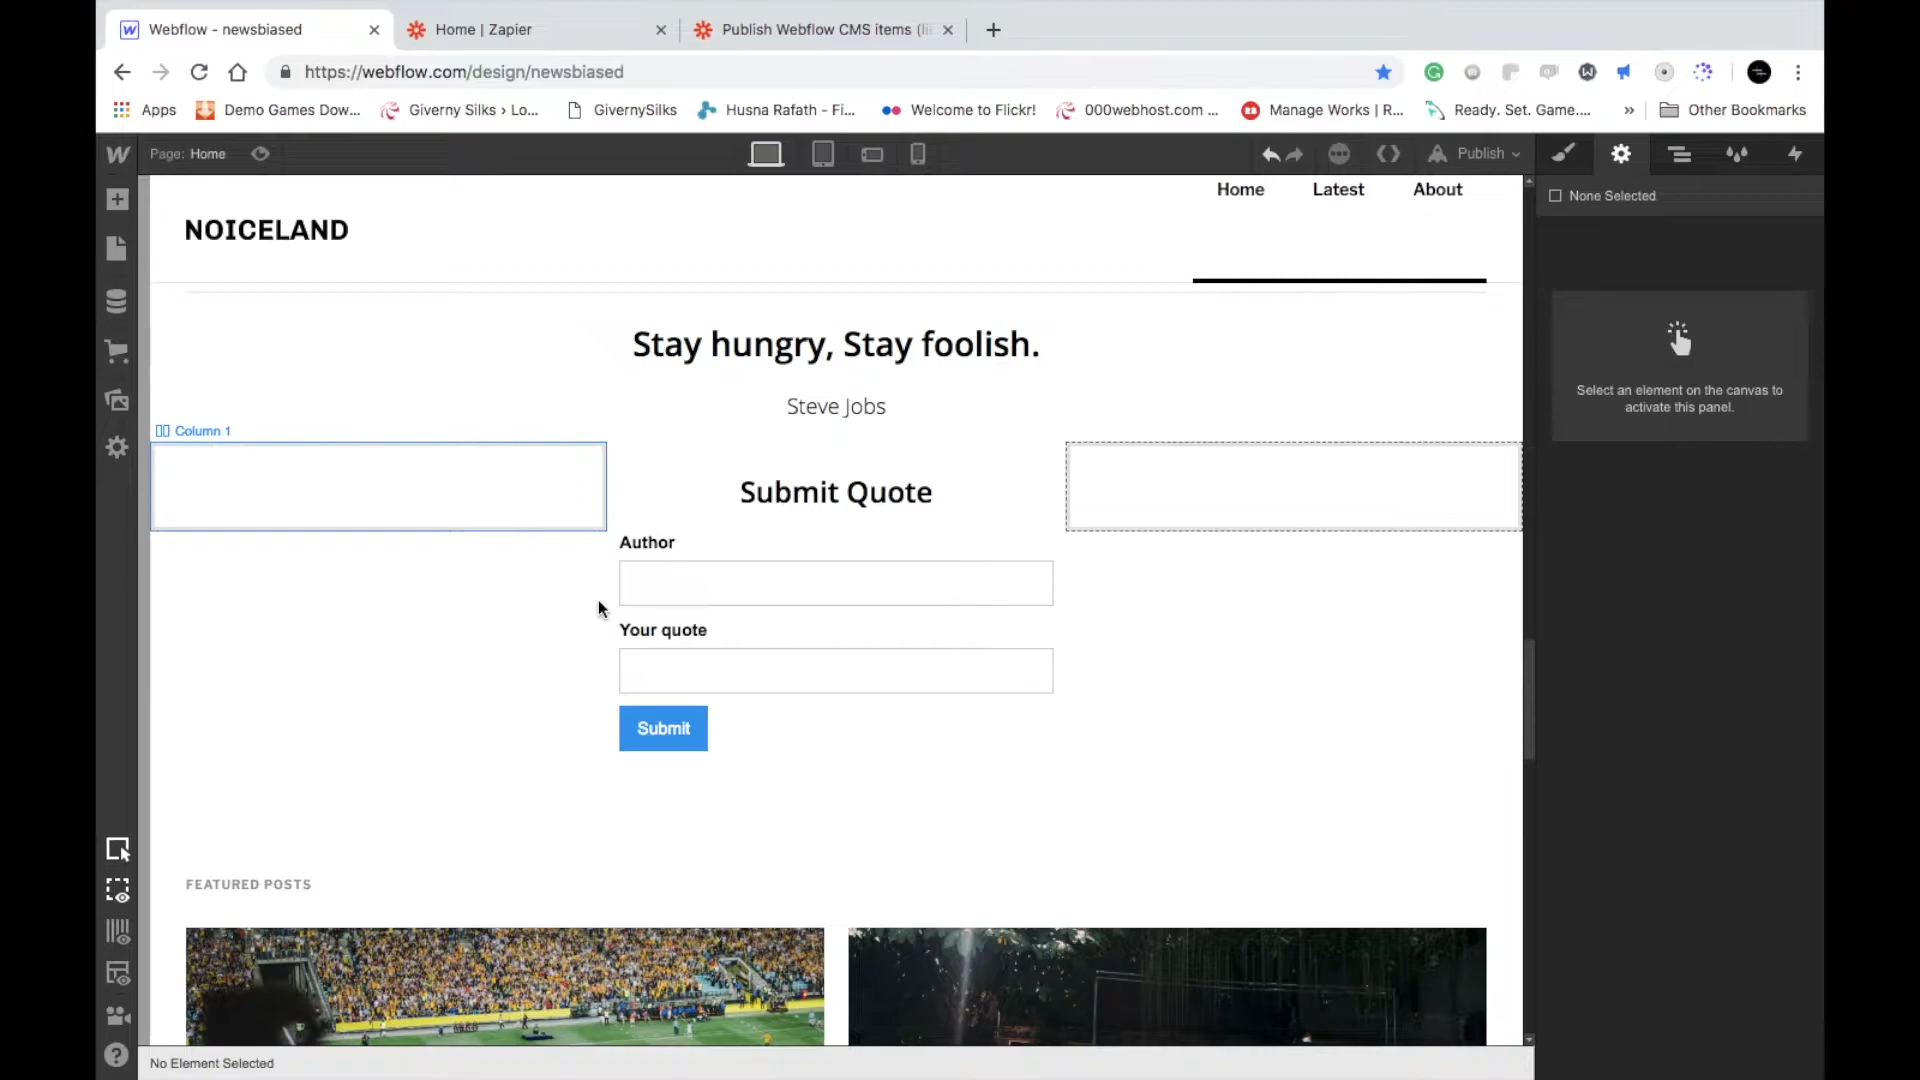 Webflow - newsbiased
Home | Zapier
Publish Webflow CMS items (li
https://webflow.com/design/newsbiased
Apps
Demo Games Dow...
Giverny Silks › Lo...
GivernySilks
Husna Rafath - Fi...
Welcome to Flickr!
000webhost.com ...
Manage Works | R...
Ready. Set. Game....
»
Other Bookmarks
Page: Home
Publish
None Selected
Home
Latest
About
NOICELAND
Stay hungry, Stay foolish.
Steve Jobs
Select an element on the canvas to
activate this panel.
Column 1
Submit Quote
Author
Your quote
Submit
FEATURED POSTS
No Element Selected